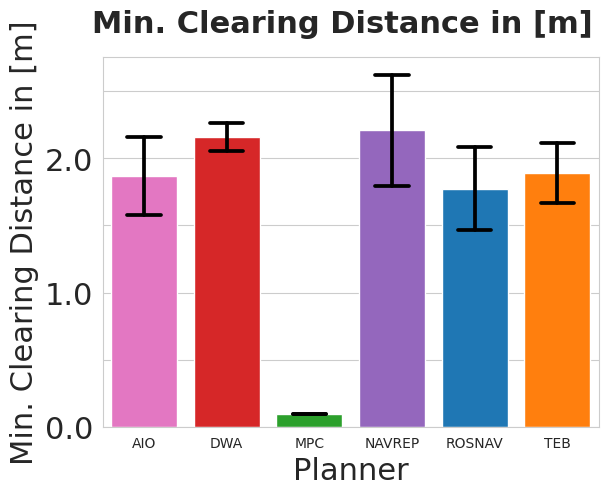 Min. Clearing Distance in [m]
Min. Clearing Distance in [m]
2.0
1.0
0.0
AIO DWA MPC NAVREP ROSNAV TEB
Planner